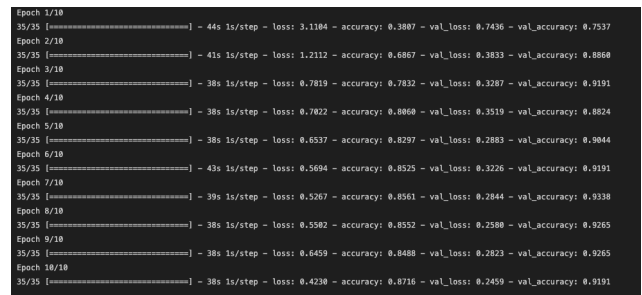 Epoch 1/10
35/35 [==============================] - 44s 1s/step - loss: 3.1104 - accuracy: 0.3807 - val_loss: 0.7436 - val_accuracy: 0.7537
Epoch 2/10
35/35 [==============================] - 41s 1s/step - loss: 1.2112 - accuracy: 0.6867 - val_loss: 0.3833 - val_accuracy: 0.8860
Epoch 3/10
35/35 [==============================] - 38s 1s/step - loss: 0.7819 - accuracy: 0.7832 - val_loss: 0.3287 - val_accuracy: 0.9191
Epoch 4/10
35/35 [==============================] - 38s 1s/step - loss: 0.7022 - accuracy: 0.8060 - val_loss: 0.3519 - val_accuracy: 0.8824
Epoch 5/10
35/35 [==============================] - 38s 1s/step - loss: 0.6537 - accuracy: 0.8297 - val_loss: 0.2883 - val_accuracy: 0.9044
Epoch 6/10
35/35 [==============================] - 43s 1s/step - loss: 0.5694 - accuracy: 0.8525 - val_loss: 0.3226 - val_accuracy: 0.9191
Epoch 7/10
35/35 [==============================] - 39s 1s/step - loss: 0.5267 - accuracy: 0.8561 - val_loss: 0.2844 - val_accuracy: 0.9338
Epoch 8/10
35/35 [==============================] - 38s 1s/step - loss: 0.5502 - accuracy: 0.8552 - val_loss: 0.2580 - val_accuracy: 0.9265
Epoch 9/10
35/35 [==============================] - 38s 1s/step - loss: 0.6459 - accuracy: 0.8488 - val_loss: 0.2823 - val_accuracy: 0.9265
Epoch 10/10
35/35 [==============================] - 38s 1s/step - loss: 0.4230 - accuracy: 0.8716 - val_loss: 0.2459 - val_accuracy: 0.9191